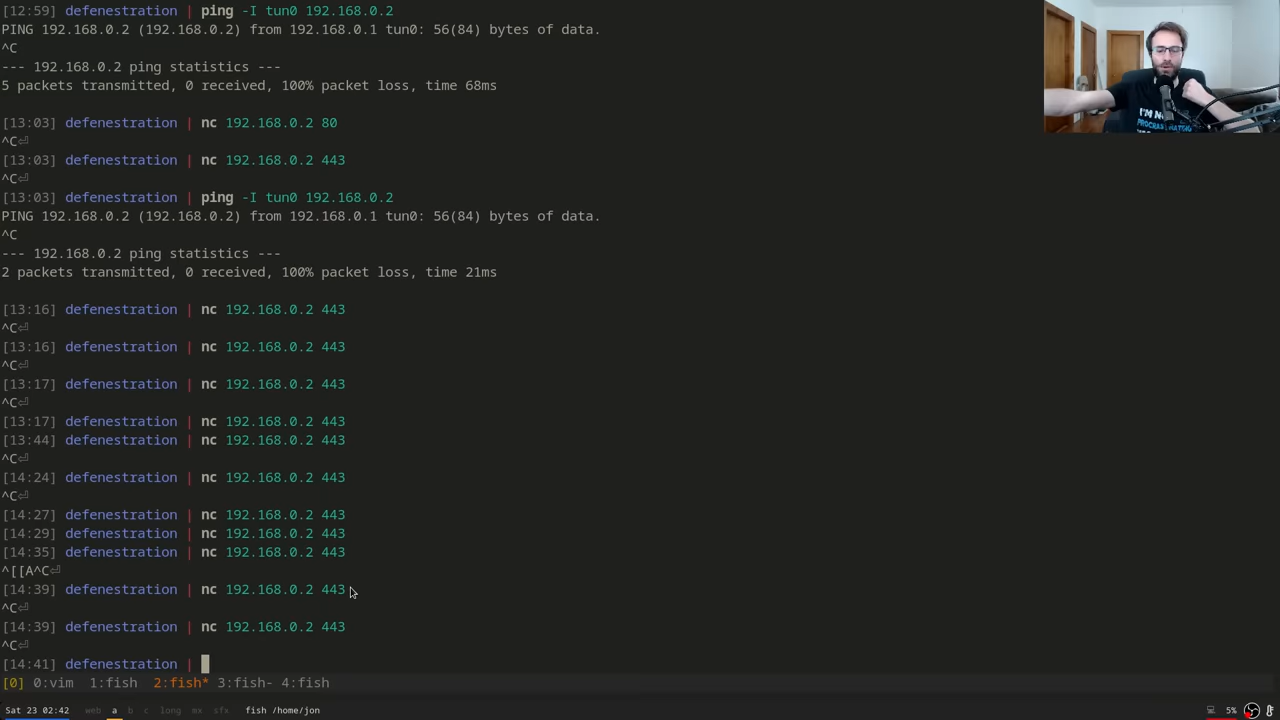 [12:59] defenestration | ping -I tun0 192.168.0.2
PING 192.168.0.2 (192.168.0.2) from 192.168.0.1 tun0: 56(84) bytes of data.
^C
--- 192.168.0.2 ping statistics ---
5 packets transmitted, 0 received, 100% packet loss, time 68ms
[13:03] defenestration | nc 192.168.0.2 80
^C⏎
[13:03] defenestration | nc 192.168.0.2 443
^C⏎
[13:03] defenestration | ping -I tun0 192.168.0.2
PING 192.168.0.2 (192.168.0.2) from 192.168.0.1 tun0: 56(84) bytes of data.
^C
--- 192.168.0.2 ping statistics ---
2 packets transmitted, 0 received, 100% packet loss, time 21ms
[13:16] defenestration | nc 192.168.0.2 443
^C⏎
[13:16] defenestration | nc 192.168.0.2 443
^C⏎
[13:17] defenestration | nc 192.168.0.2 443
^C⏎
[13:17] defenestration | nc 192.168.0.2 443
[13:44] defenestration | nc 192.168.0.2 443
^C⏎
[14:24] defenestration | nc 192.168.0.2 443
^C⏎
[14:27] defenestration | nc 192.168.0.2 443
[14:29] defenestration | nc 192.168.0.2 443
[14:35] defenestration | nc 192.168.0.2 443
^[[A^C⏎
[14:39] defenestration | nc 192.168.0.2 443
^C⏎
[14:39] defenestration | nc 192.168.0.2 443
^C⏎
[14:41] defenestration |
[0] 0:vim 1:fish 2:fish* 3:fish- 4:fish
Sat 23 02:42 web a b c long mx sfx fish /home/jon 5%